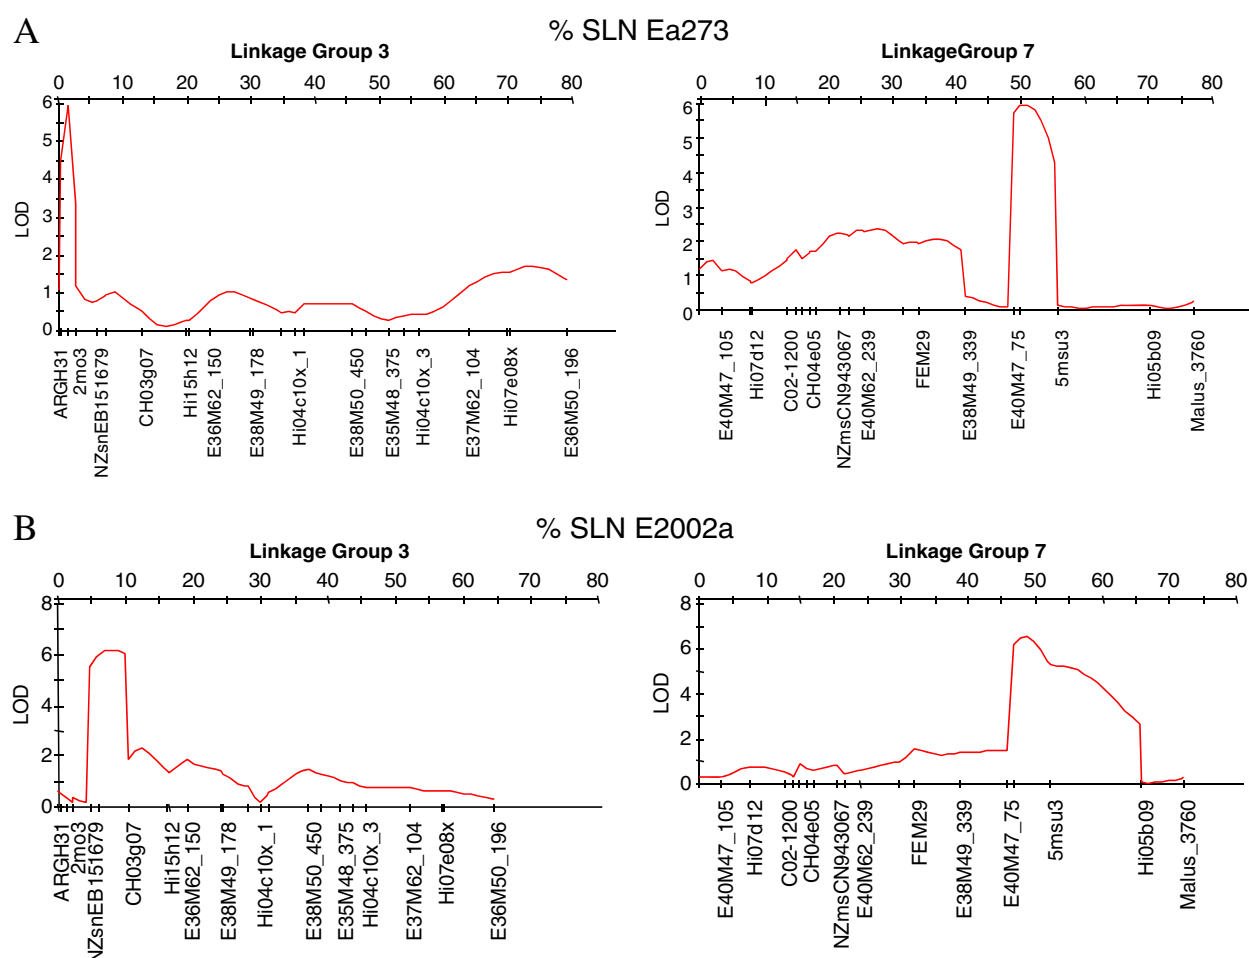 A
% SLN Ea273
Linkage Group 3
0 10 20 30 40 50 60 70 80
6
5
4
3
2
1
0
LOD
ARGH31
2mo3
NZsnEB151679
CH03g07
Hi15h12
E36M62_150
E38M49_178
Hi04c10x_1
E38M50_450
E35M48_375
Hi04c10x_3
E37M62_104
Hi07e08x
E36M50_196
LinkageGroup 7
0 10 20 30 40 50 60 70 80
6
5
4
3
2
1
0
LOD
E40M47_105
Hi07d12
C02-1200
CH04e05
NZmsCN943067
E40M62_239
FEM29
E38M49_339
E40M47_75
5msu3
Hi05b09
Malus_3760
B
% SLN E2002a
Linkage Group 3
0 10 20 30 40 50 60 70 80
8
6
4
2
0
LOD
ARGH31
2mo3
NZsnEB151679
CH03g07
Hi15h12
E36M62_150
E38M49_178
Hi04c10x_1
E38M50_450
E35M48_375
Hi04c10x_3
E37M62_104
Hi07e08x
E36M50_196
Linkage Group 7
0 10 20 30 40 50 60 70 80
8
6
4
2
0
LOD
E40M47_105
Hi07d12
C02-1200
CH04e05
NZmsCN943067
E40M62_239
FEM29
E38M49_339
E40M47_75
5msu3
Hi05b09
Malus_3760